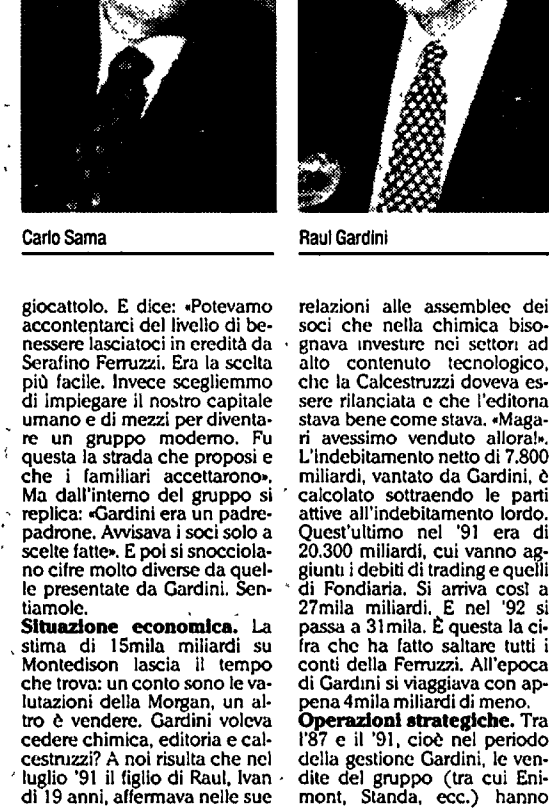 Carlo Sama
Raul Gardini
giocattolo. E dice: «Potevamo
accontentarci del livello di be-
nessere lasciatoci in eredità da
Serafino Ferruzzi. Era la scelta
più facile. Invece scegliemmo
di impiegare il nostro capitale
umano e di mezzi per diventa-
re un gruppo moderno. Fu
questa la strada che proposi e
che i familiari accettarono».
Ma dall'interno del gruppo si
replica: «Gardini era un padre-
padrone. Avvisava i soci solo a
scelte fatte». E poi si snocciola-
no cifre molto diverse da quel-
le presentate da Gardini. Sen-
tiamole.
Situazione economica. La
stima di 15mila miliardi su
Montedison lascia il tempo
che trova: un conto sono le va-
lutazioni della Morgan, un al-
tro è vendere. Gardini voleva
cedere chimica, editoria e cal-
cestruzzi? A noi risulta che nel
luglio '91 il figlio di Raul, Ivan
di 19 anni, affermava nelle sue
relazioni alle assemblee dei
soci che nella chimica biso-
gnava investire nei settori ad
alto contenuto tecnologico,
che la Calcestruzzi doveva es-
sere rilanciata e che l'editoria
stava bene come stava. «Maga-
ri avessimo venduto allora!».
L'indebitamento netto di 7.800
miliardi, vantato da Gardini, è
calcolato sottraendo le parti
attive all'indebitamento lordo.
Quest'ultimo nel '91 era di
20.300 miliardi, cui vanno ag-
giunti i debiti di trading e quelli
di Fondiaria. Si arriva così a
27mila miliardi. E nel '92 si
passa a 31mila. È questa la ci-
fra che ha fatto saltare tutti i
conti della Ferruzzi. All'epoca
di Gardini si viaggiava con ap-
pena 4mila miliardi di meno.
Operazioni strategiche. Tra
l'87 e il '91, cioè nel periodo
della gestione Gardini, le ven-
dite del gruppo (tra cui Eni-
mont, Standa, ecc.) hanno